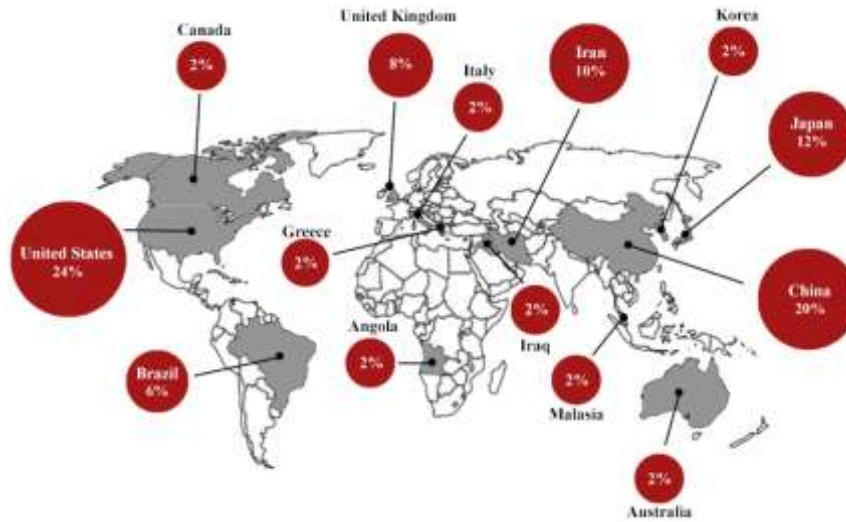 Canada
2%
United Kingdom
8%
Italy
2%
Iran
10%
Korea
2%
Japan
12%
United States
24%
Greece
2%
China
20%
2%
Iraq
Angola
2%
Brazil
6%
2%
Malasia
2%
Australia